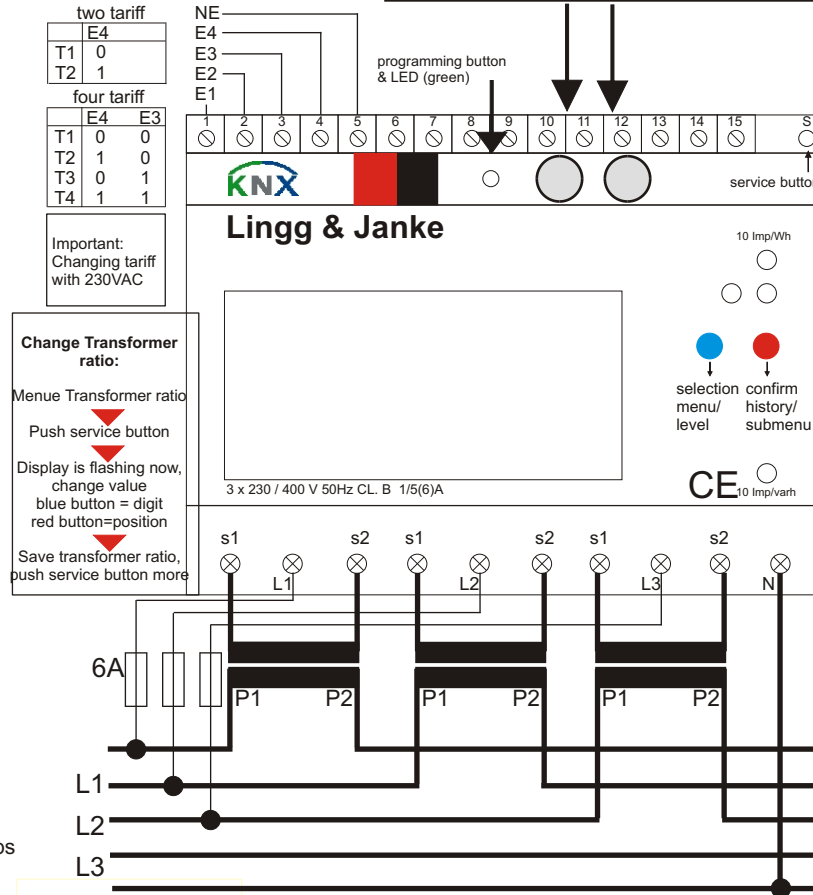 two tariff
E4
T1 0
T2 1
four tariff
E4 E3
T1 0 0
T2 1 0
T3 0 1
T4 1 1
Important:
Changing tariff
with 230VAC
Change Transformer
ratio:
Menue Transformer ratio
Push service button
Display is flashing now,
change value
blue button = digit
red button=position
Save transformer ratio,
push service button more
NE
E4
E3
E2
E1
programming button
& LED (green)
1 2 3 4 5 6 7 8 9 10 11 12 13 14 15 S
KNX
service button
Lingg & Janke
10 Imp/Wh
selection
menu/
level
confirm
history/
submenu
3 x 230 / 400 V 50Hz CL. B 1/5(6)A
CE
10 Imp/varh
s1 s2 s1 s2 s1 s2
L1 L2 L3 N
6A
P1 P2 P1 P2 P1 P2
L1
L2
os
L3